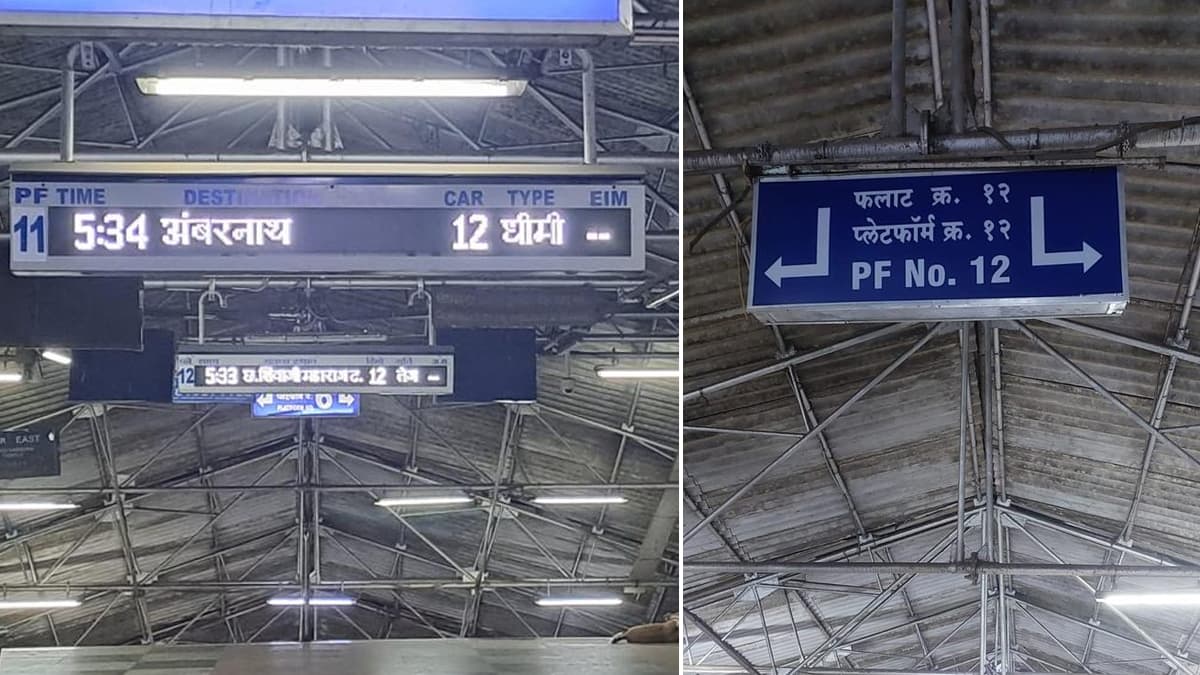 PF TIME DESTINATION CAR TYPE EIM
11 5:34 अंबरनाथ 12 धीमी --
12 5:33 छ.शिवाजी महाराज ट. 12 तेज --
PLATFORM
EAST
फलाट क्र. १२
प्लेटफॉर्म क्र. १२
PF No. 12